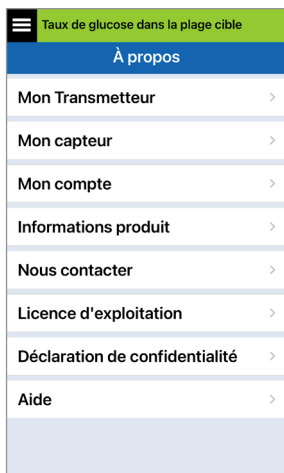 Taux de glucose dans la plage cible
À propos
Mon Transmetteur
Mon capteur
Mon compte
Informations produit
Nous contacter
Licence d'exploitation
Déclaration de confidentialité
Aide